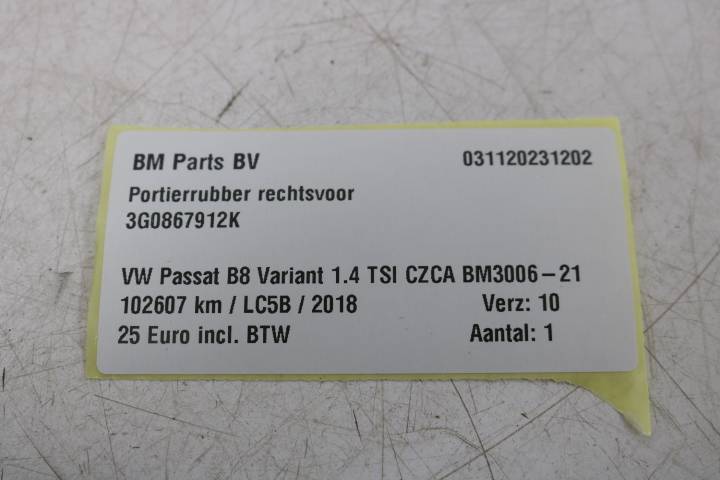 BM Parts BV 031120231202
Portierrubber rechtsvoor
3G0867912K
VW Passat B8 Variant 1.4 TSI CZCA BM3006-21
102607 km / LC5B / 2018 Verz: 10
25 Euro incl. BTW Aantal: 1